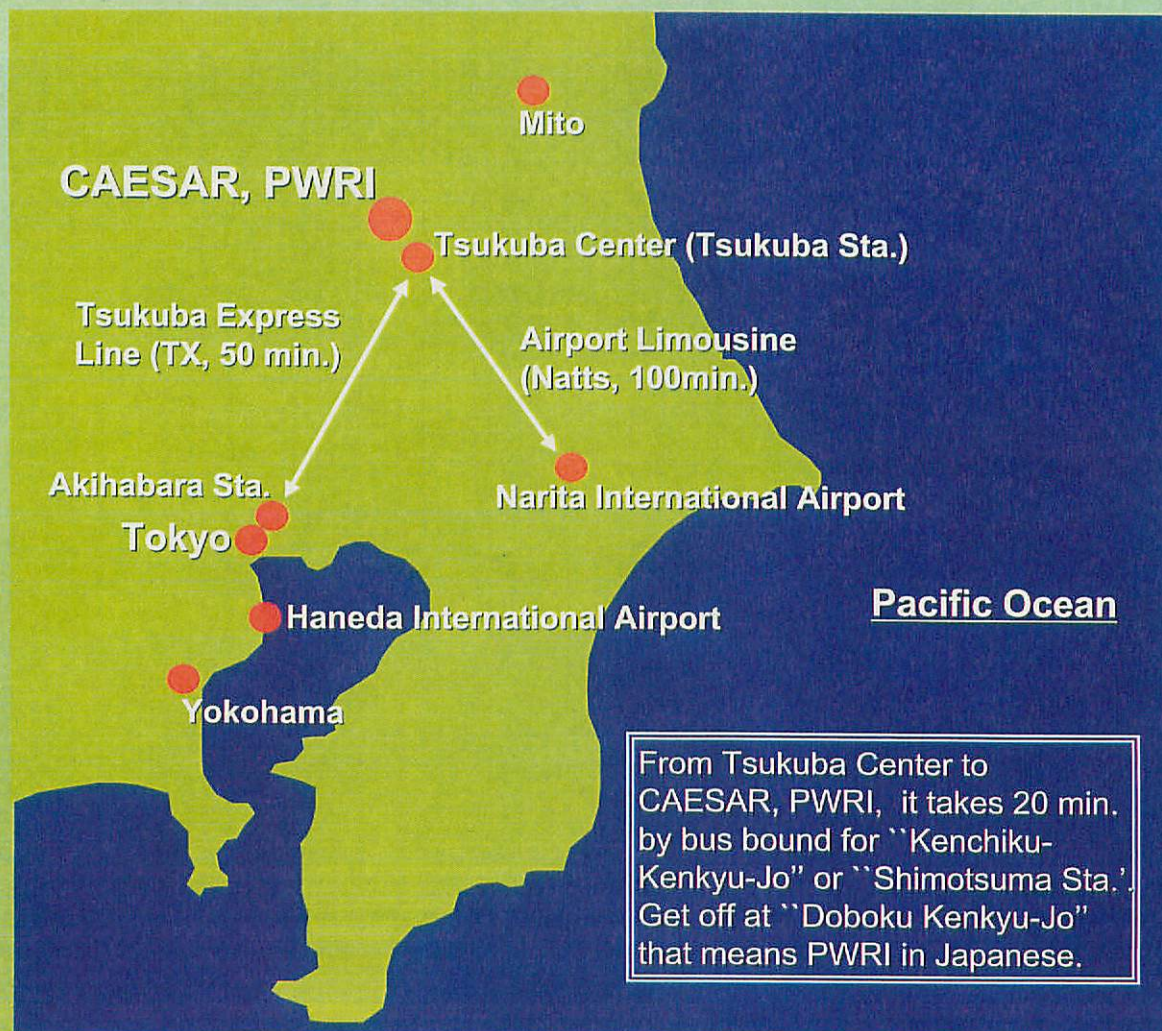 Mito
CAESAR, PWRI
Tsukuba Center (Tsukuba Sta.)
Tsukuba Express
Line (TX, 50 min.)
Airport Limousine
(Natts, 100min.)
Akihabara Sta.
Narita International Airport
Tokyo
Haneda International Airport
Pacific Ocean
Yokohama
From Tsukuba Center to
CAESAR, PWRI, it takes 20 min.
by bus bound for ``Kenchiku-
Kenkyu-Jo'' or ``Shimotsuma Sta.'.
Get off at ``Doboku Kenkyu-Jo''
that means PWRI in Japanese.